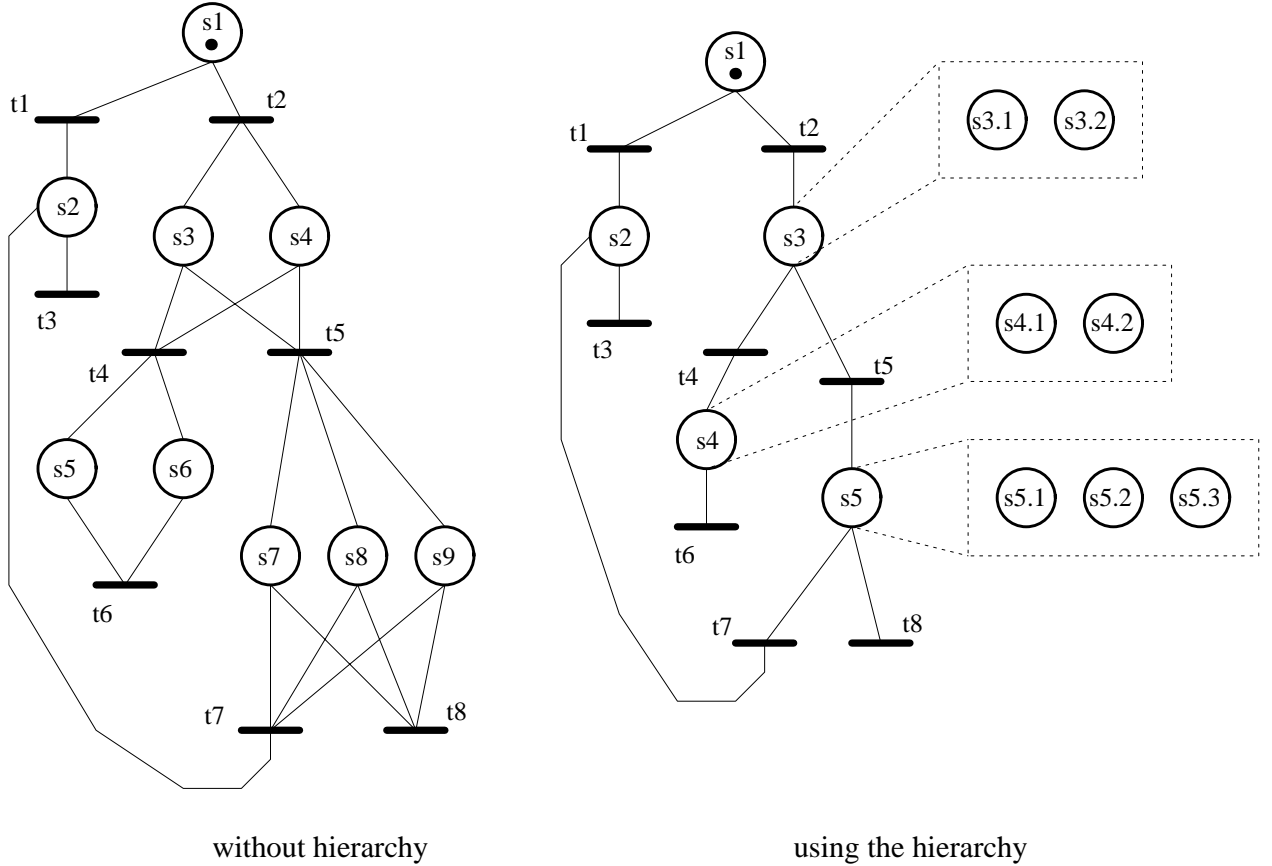 s1
t1
t2
s2
s3
s4
t3
t4
t5
s5
s6
s7
s8
s9
t6
t7
t8
without hierarchy
s1
t1
t2
s3.1 s3.2
s2
s3
t3
s4.1 s4.2
t4
t5
s4
s5
s5.1 s5.2 s5.3
t6
t7
t8
using the hierarchy